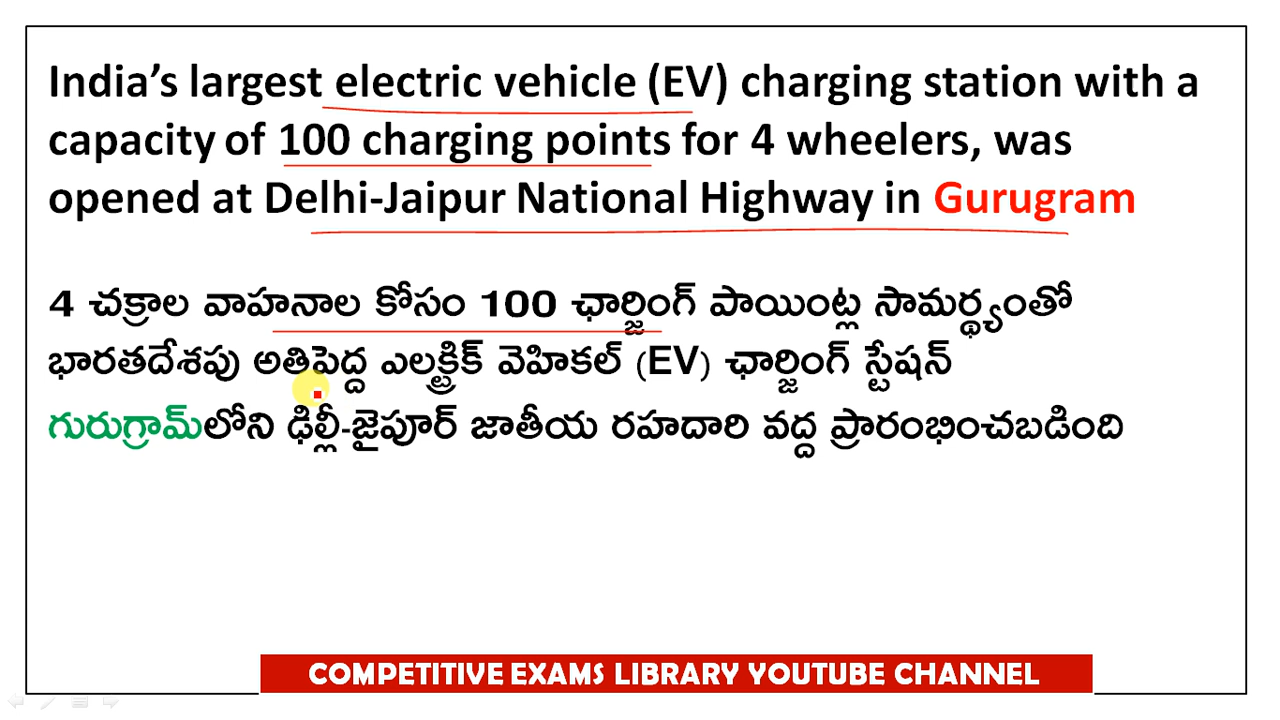 India’s largest electric vehicle (EV) charging station with a
capacity of 100 charging points for 4 wheelers, was
opened at Delhi-Jaipur National Highway in Gurugram
4 చక్రాల వాహనాల కోసం 100 ఛార్జింగ్ పాయింట్ల సామర్థ్యంతో
భారతదేశపు అతిపెద్ద ఎలక్ట్రిక్ వెహికల్ (EV) ఛార్జింగ్ స్టేషన్
గురుగ్రామ్‌లోని ఢిల్లీ-జైపూర్ జాతీయ రహదారి వద్ద ప్రారంభించబడింది
COMPETITIVE EXAMS LIBRARY YOUTUBE CHANNEL